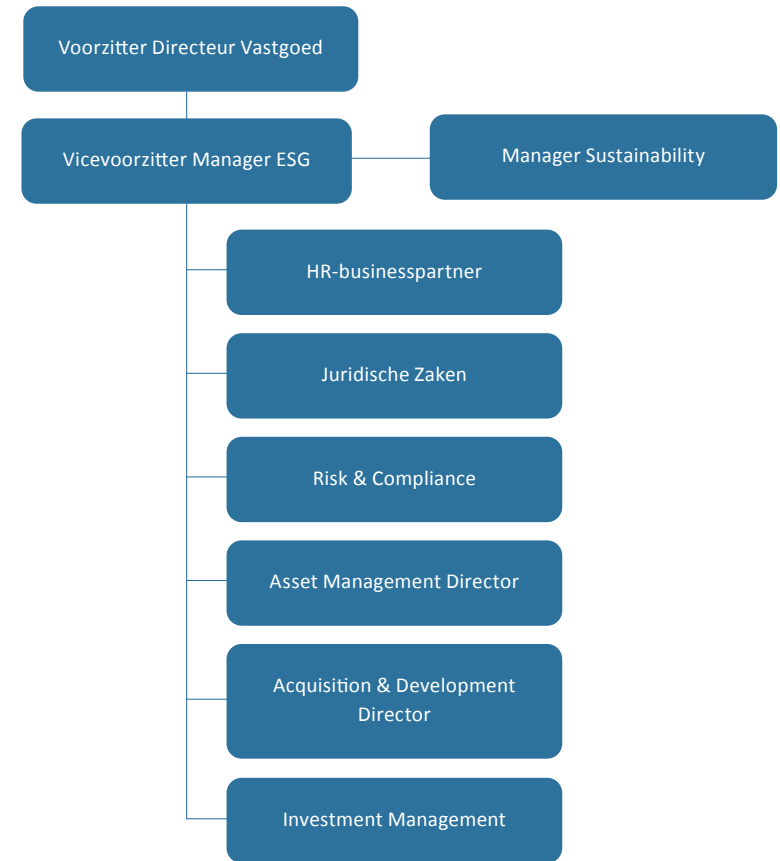 Voorzitter Directeur Vastgoed
Vicevoorzitter Manager ESG
Manager Sustainability
HR-businesspartner
Juridische Zaken
Risk & Compliance
Asset Management Director
Acquisition & Development
Director
Investment Management